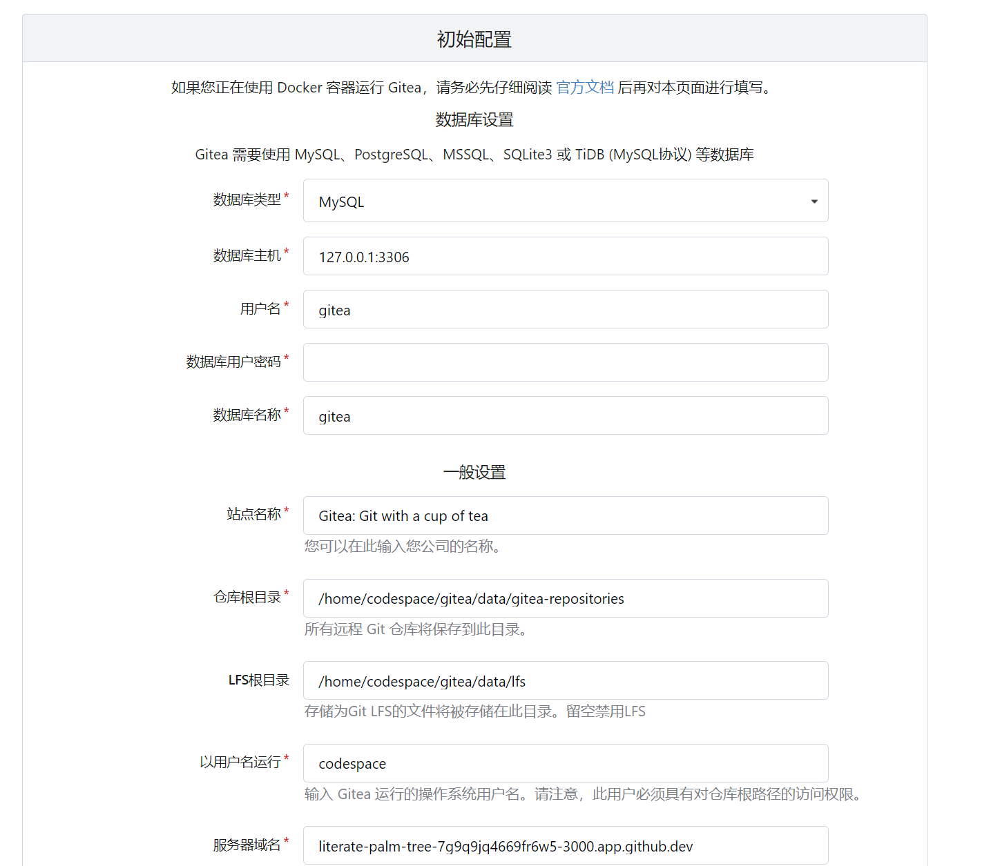 初始配置
如果您正在使用 Docker 容器运行 Gitea，请务必先仔细阅读 官方文档 后再对本页面进行填写。
数据库设置
Gitea 需要使用 MySQL、PostgreSQL、MSSQL、SQLite3 或 TiDB (MySQL协议) 等数据库
数据库类型* MySQL
数据库主机* 127.0.0.1:3306
用户名* gitea
数据库用户密码*
数据库名称* gitea
一般设置
站点名称* Gitea: Git with a cup of tea
您可以在此输入您公司的名称。
仓库根目录* /home/codespace/gitea/data/gitea-repositories
所有远程 Git 仓库将保存到此目录。
LFS根目录 /home/codespace/gitea/data/lfs
存储为Git LFS的文件将被存储在此目录。留空禁用LFS
以用户名运行* codespace
输入 Gitea 运行的操作系统用户名。请注意，此用户必须具有对仓库根路径的访问权限。
服务器域名* literate-palm-tree-7g9q9jq4669fr6w5-3000.app.github.dev